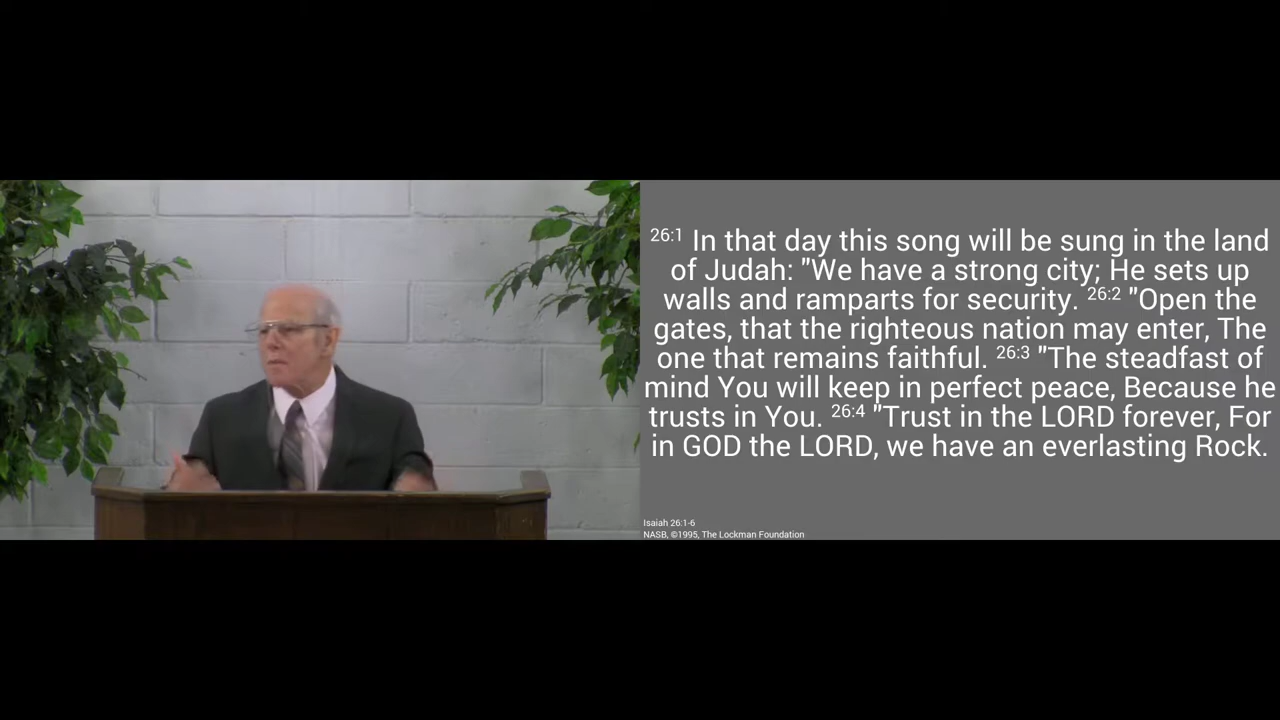 26:1 In that day this song will be sung in the land
of Judah: "We have a strong city; He sets up
walls and ramparts for security. 26:2 "Open the
gates, that the righteous nation may enter, The
one that remains faithful. 26:3 "The steadfast of
mind You will keep in perfect peace, Because he
trusts in You. 26:4 "Trust in the LORD forever, For
in GOD the LORD, we have an everlasting Rock.
Isaiah 26:1-6
NASB, ©1995, The Lockman Foundation